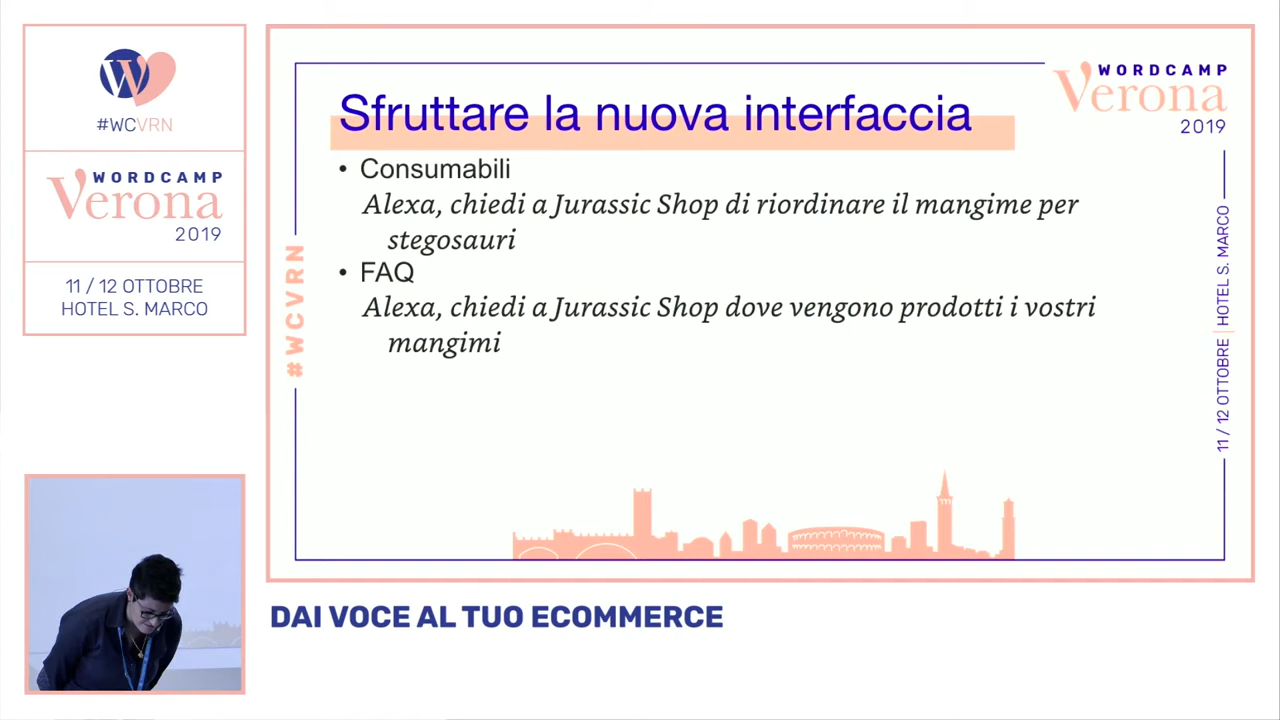 #WCVRN
WORDCAMP
Verona
2019
11 / 12 OTTOBRE
HOTEL S. MARCO
Sfruttare la nuova interfaccia
• Consumabili
Alexa, chiedi a Jurassic Shop di riordinare il mangime per
stegosauri
• FAQ
Alexa, chiedi a Jurassic Shop dove vengono prodotti i vostri
mangimi
#WCVRN
WORDCAMP
Verona
2019
11 / 12 OTTOBRE | HOTEL S. MARCO
DAI VOCE AL TUO ECOMMERCE